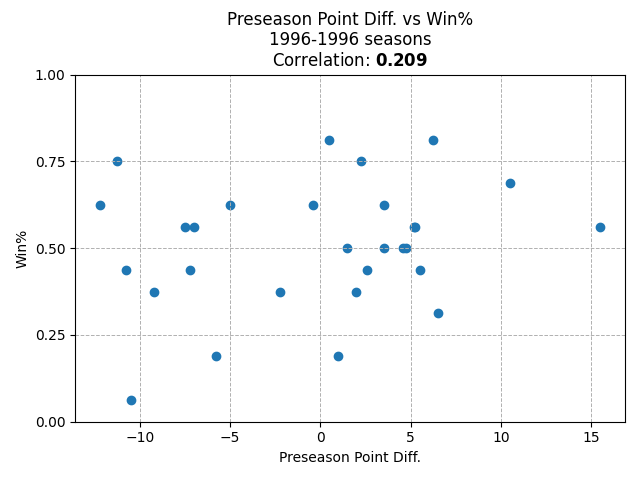 Preseason Point Diff. vs Win%
1996-1996 seasons
Correlation: 0.209
1.00
0.75
0.50
0.25
0.00
Win%
−10
−5
0
5
10
15
Preseason Point Diff.